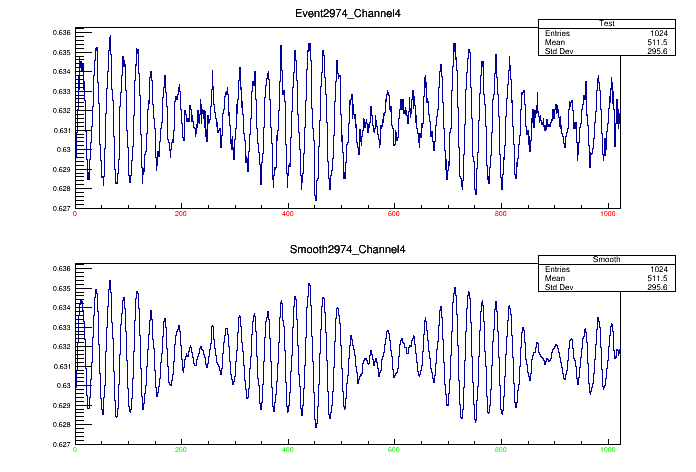 Event2974_Channel4
Test
Entries 1024
Mean 511.5
Std Dev 295.6
0.636
0.635
0.634
0.633
0.632
0.631
0.63
0.629
0.628
0.627
0 200 400 600 800 1000
Smooth2974_Channel4
Smooth
Entries 1024
Mean 511.5
Std Dev 295.6
0.636
0.635
0.634
0.633
0.632
0.631
0.63
0.629
0.628
0.627
0 200 400 600 800 1000